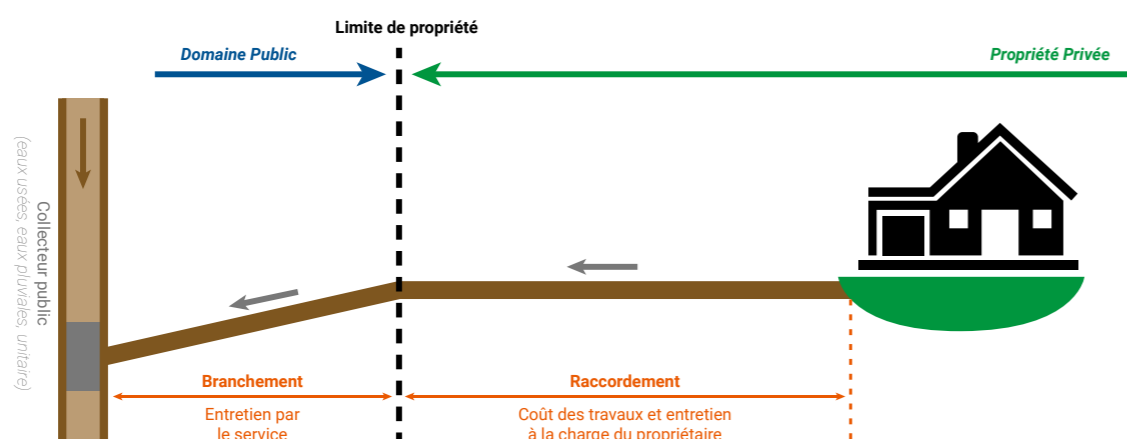 Limite de propriété
Domaine Public
Propriété Privée
Collecteur public
(eaux usées, eaux pluviales, unitaire)
Branchement
Entretien par
le service
Raccordement
Coût des travaux et entretien
à la charge du propriétaire